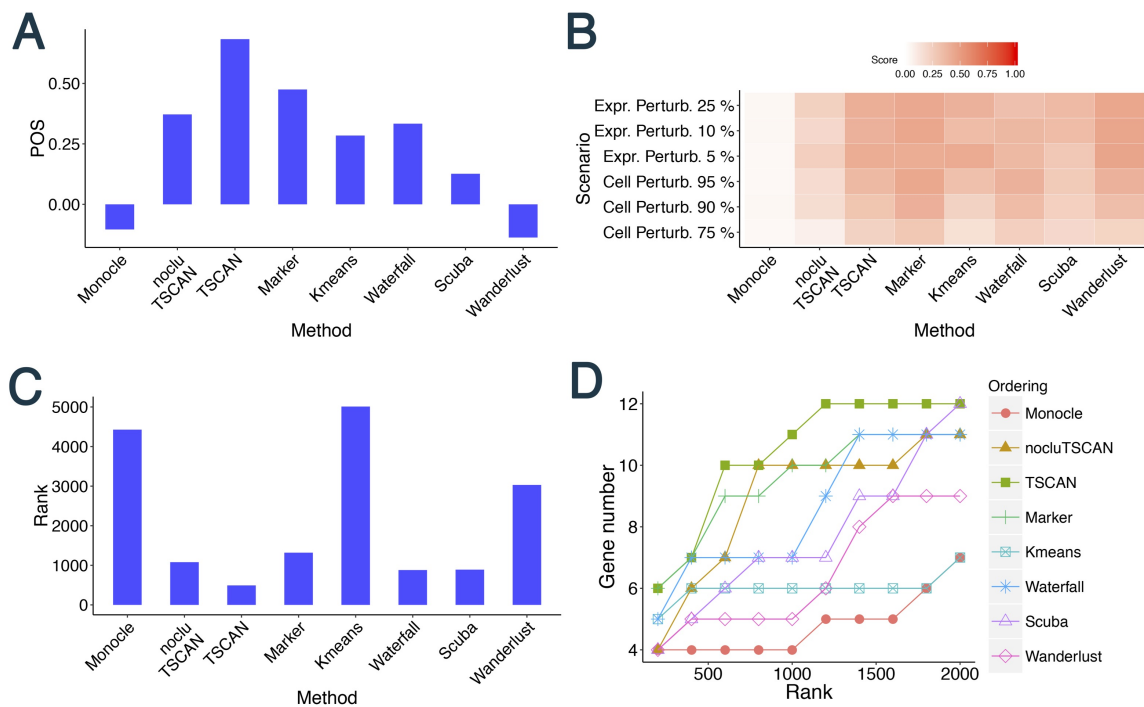 A
POS
0.50
0.25
0.00
Monocle
noclu
TSCAN
TSCAN
Marker
Kmeans
Waterfall
Scuba
Wanderlust
Method
B
Score
0.00 0.25 0.50 0.75 1.00
Scenario
Expr. Perturb. 25 %
Expr. Perturb. 10 %
Expr. Perturb. 5 %
Cell Perturb. 95 %
Cell Perturb. 90 %
Cell Perturb. 75 %
Monocle
noclu
TSCAN
TSCAN
Marker
Kmeans
Waterfall
Scuba
Wanderlust
Method
C
Rank
5000
4000
3000
2000
1000
0
Monocle
noclu
TSCAN
TSCAN
Marker
Kmeans
Waterfall
Scuba
Wanderlust
Method
D
Gene number
12
10
8
6
4
500 1000 1500 2000
Rank
Ordering
Monocle
nocluTSCAN
TSCAN
Marker
Kmeans
Waterfall
Scuba
Wanderlust